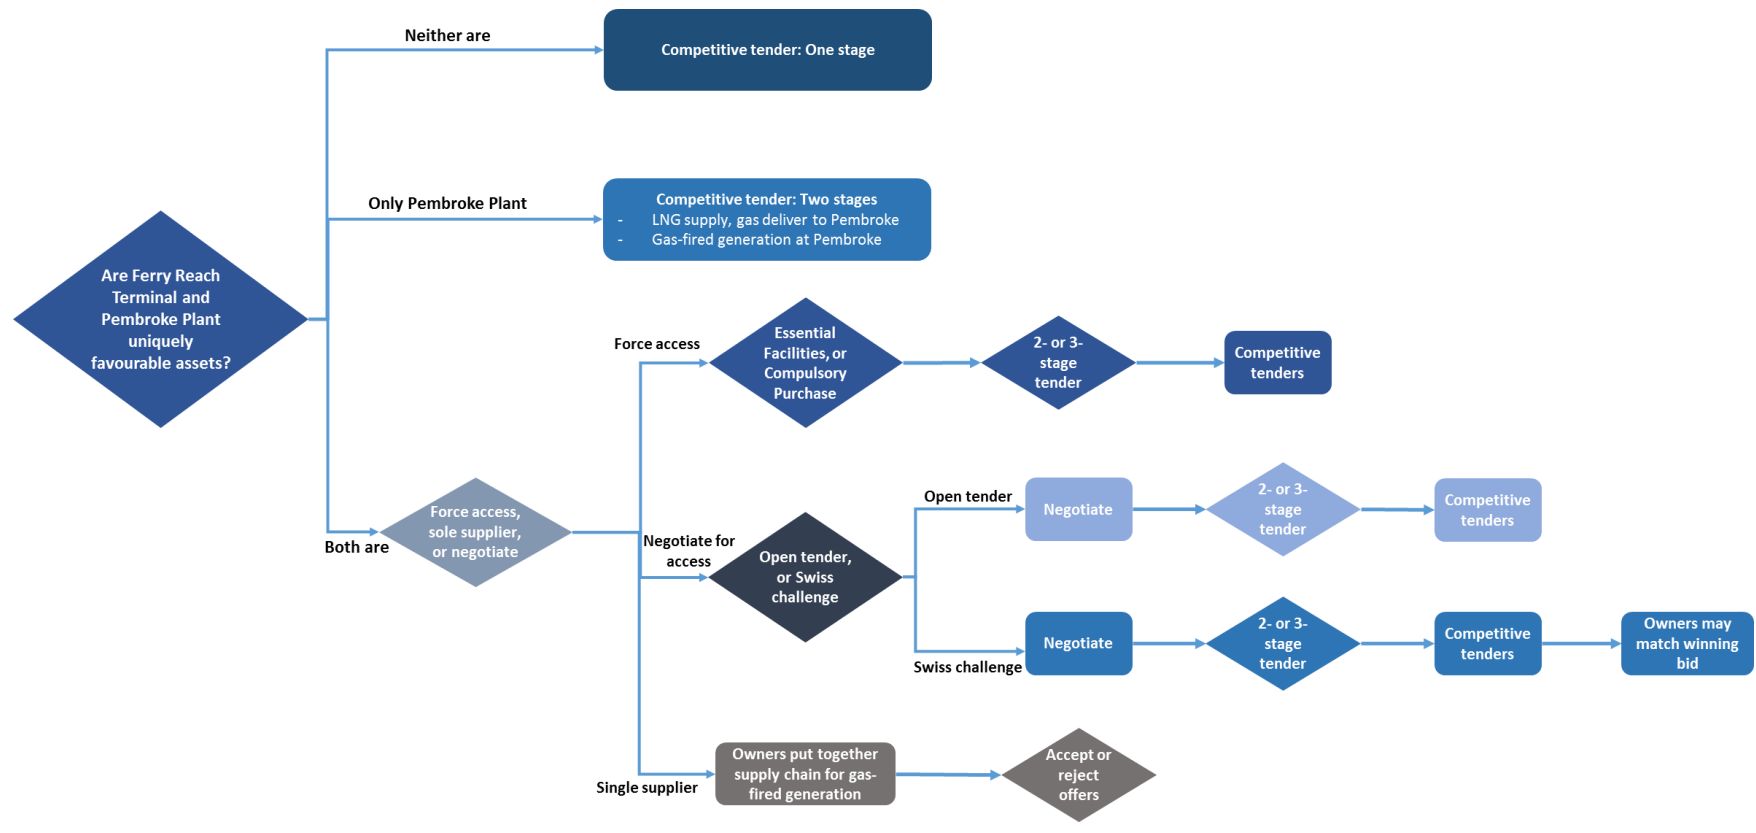 Neither are
Competitive tender: One stage
Only Pembroke Plant
Competitive tender: Two stages
- LNG supply, gas deliver to Pembroke
- Gas-fired generation at Pembroke
Are Ferry Reach
Terminal and
Pembroke Plant
uniquely
favourable assets?
Both are
Force access,
sole supplier,
or negotiate
Force access
Essential
Facilities, or
Compulsory
Purchase
2- or 3-
stage
tender
Competitive
tenders
Negotiate for
access
Open tender,
or Swiss
challenge
Open tender
Negotiate
2- or 3-
stage
tender
Competitive
tenders
Swiss challenge
Negotiate
2- or 3-
stage
tender
Competitive
tenders
Owners may
match winning
bid
Single supplier
Owners put together
supply chain for gas-
fired generation
Accept or
reject
offers